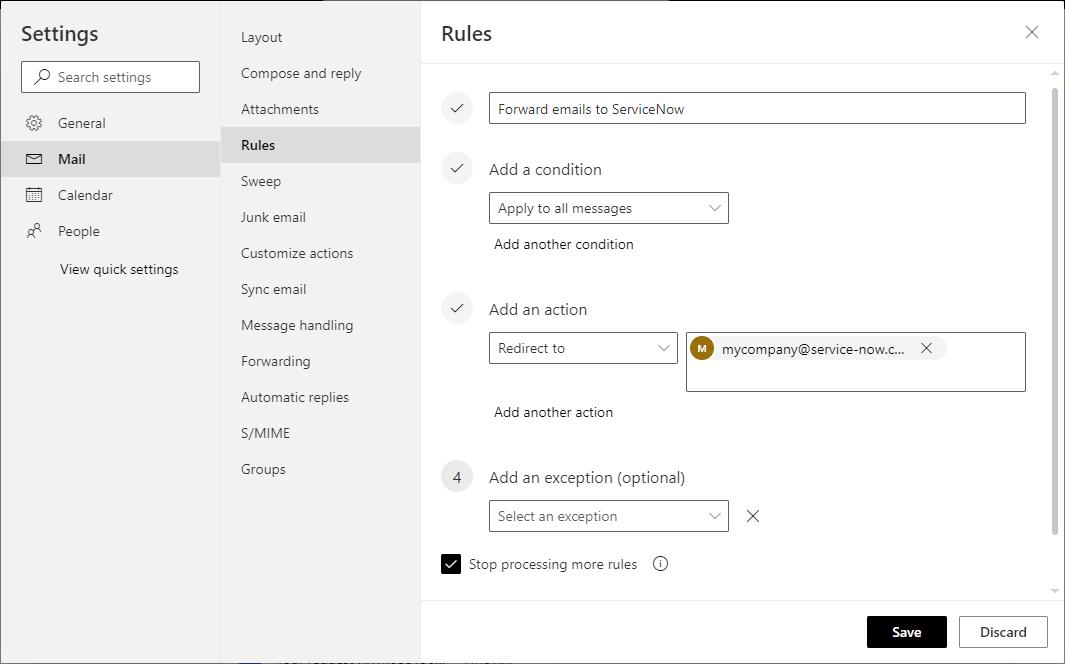 Settings
Search settings
General
Mail
Calendar
People
View quick settings
Layout
Compose and reply
Attachments
Rules
Sweep
Junk email
Customize actions
Sync email
Message handling
Forwarding
Automatic replies
S/MIME
Groups
Rules
Forward emails to ServiceNow
Add a condition
Apply to all messages
Add another condition
Add an action
Redirect to
M
mycompany@service-now.c...
Add another action
4
Add an exception (optional)
Select an exception
Stop processing more rules
Save
Discard